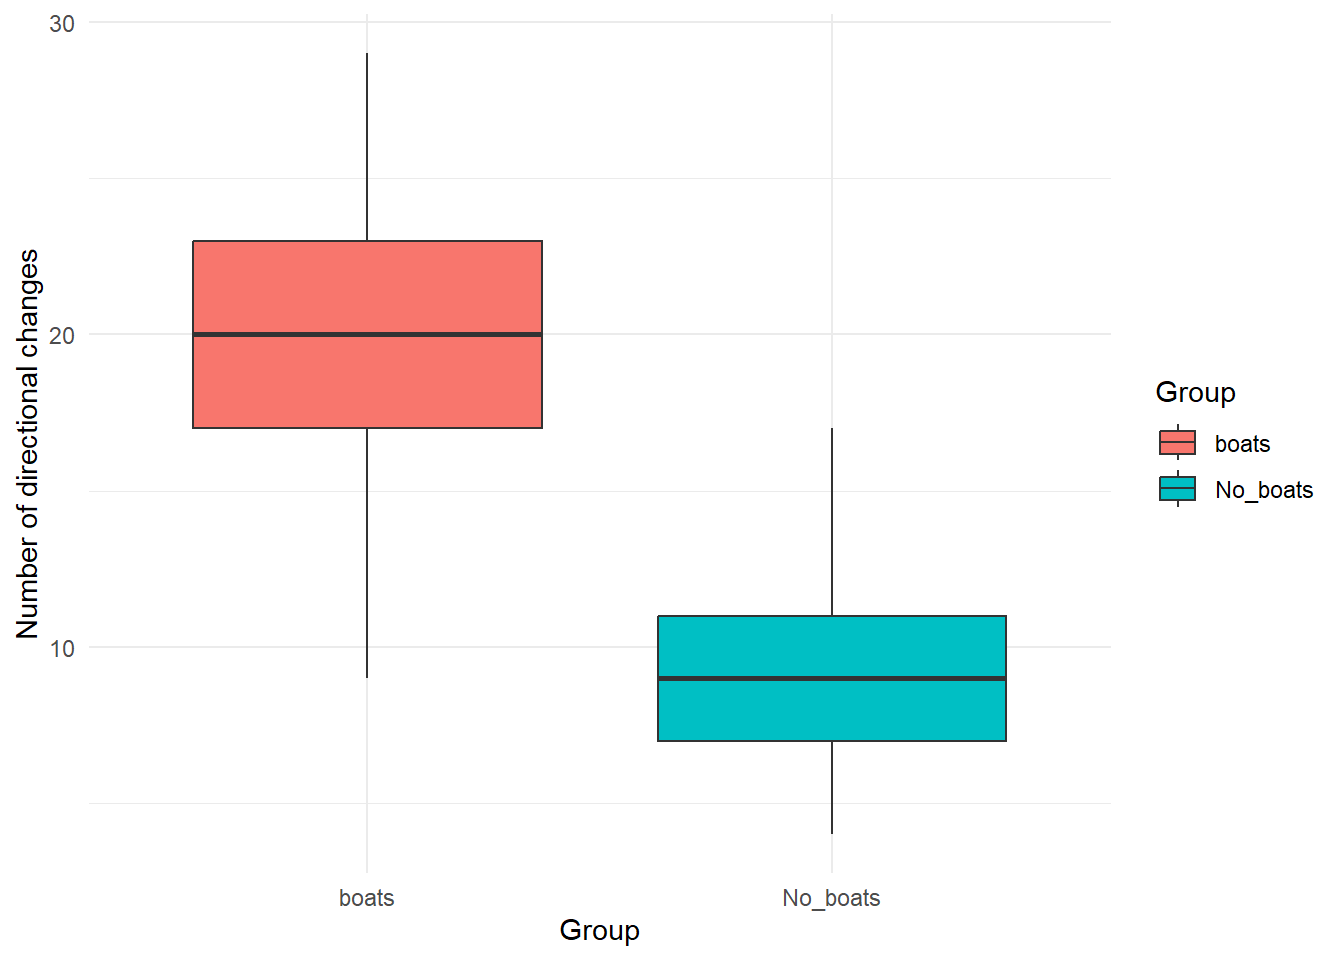 30
20
10
Number of directional changes
boats
No_boats
Group
Group
boats
No_boats